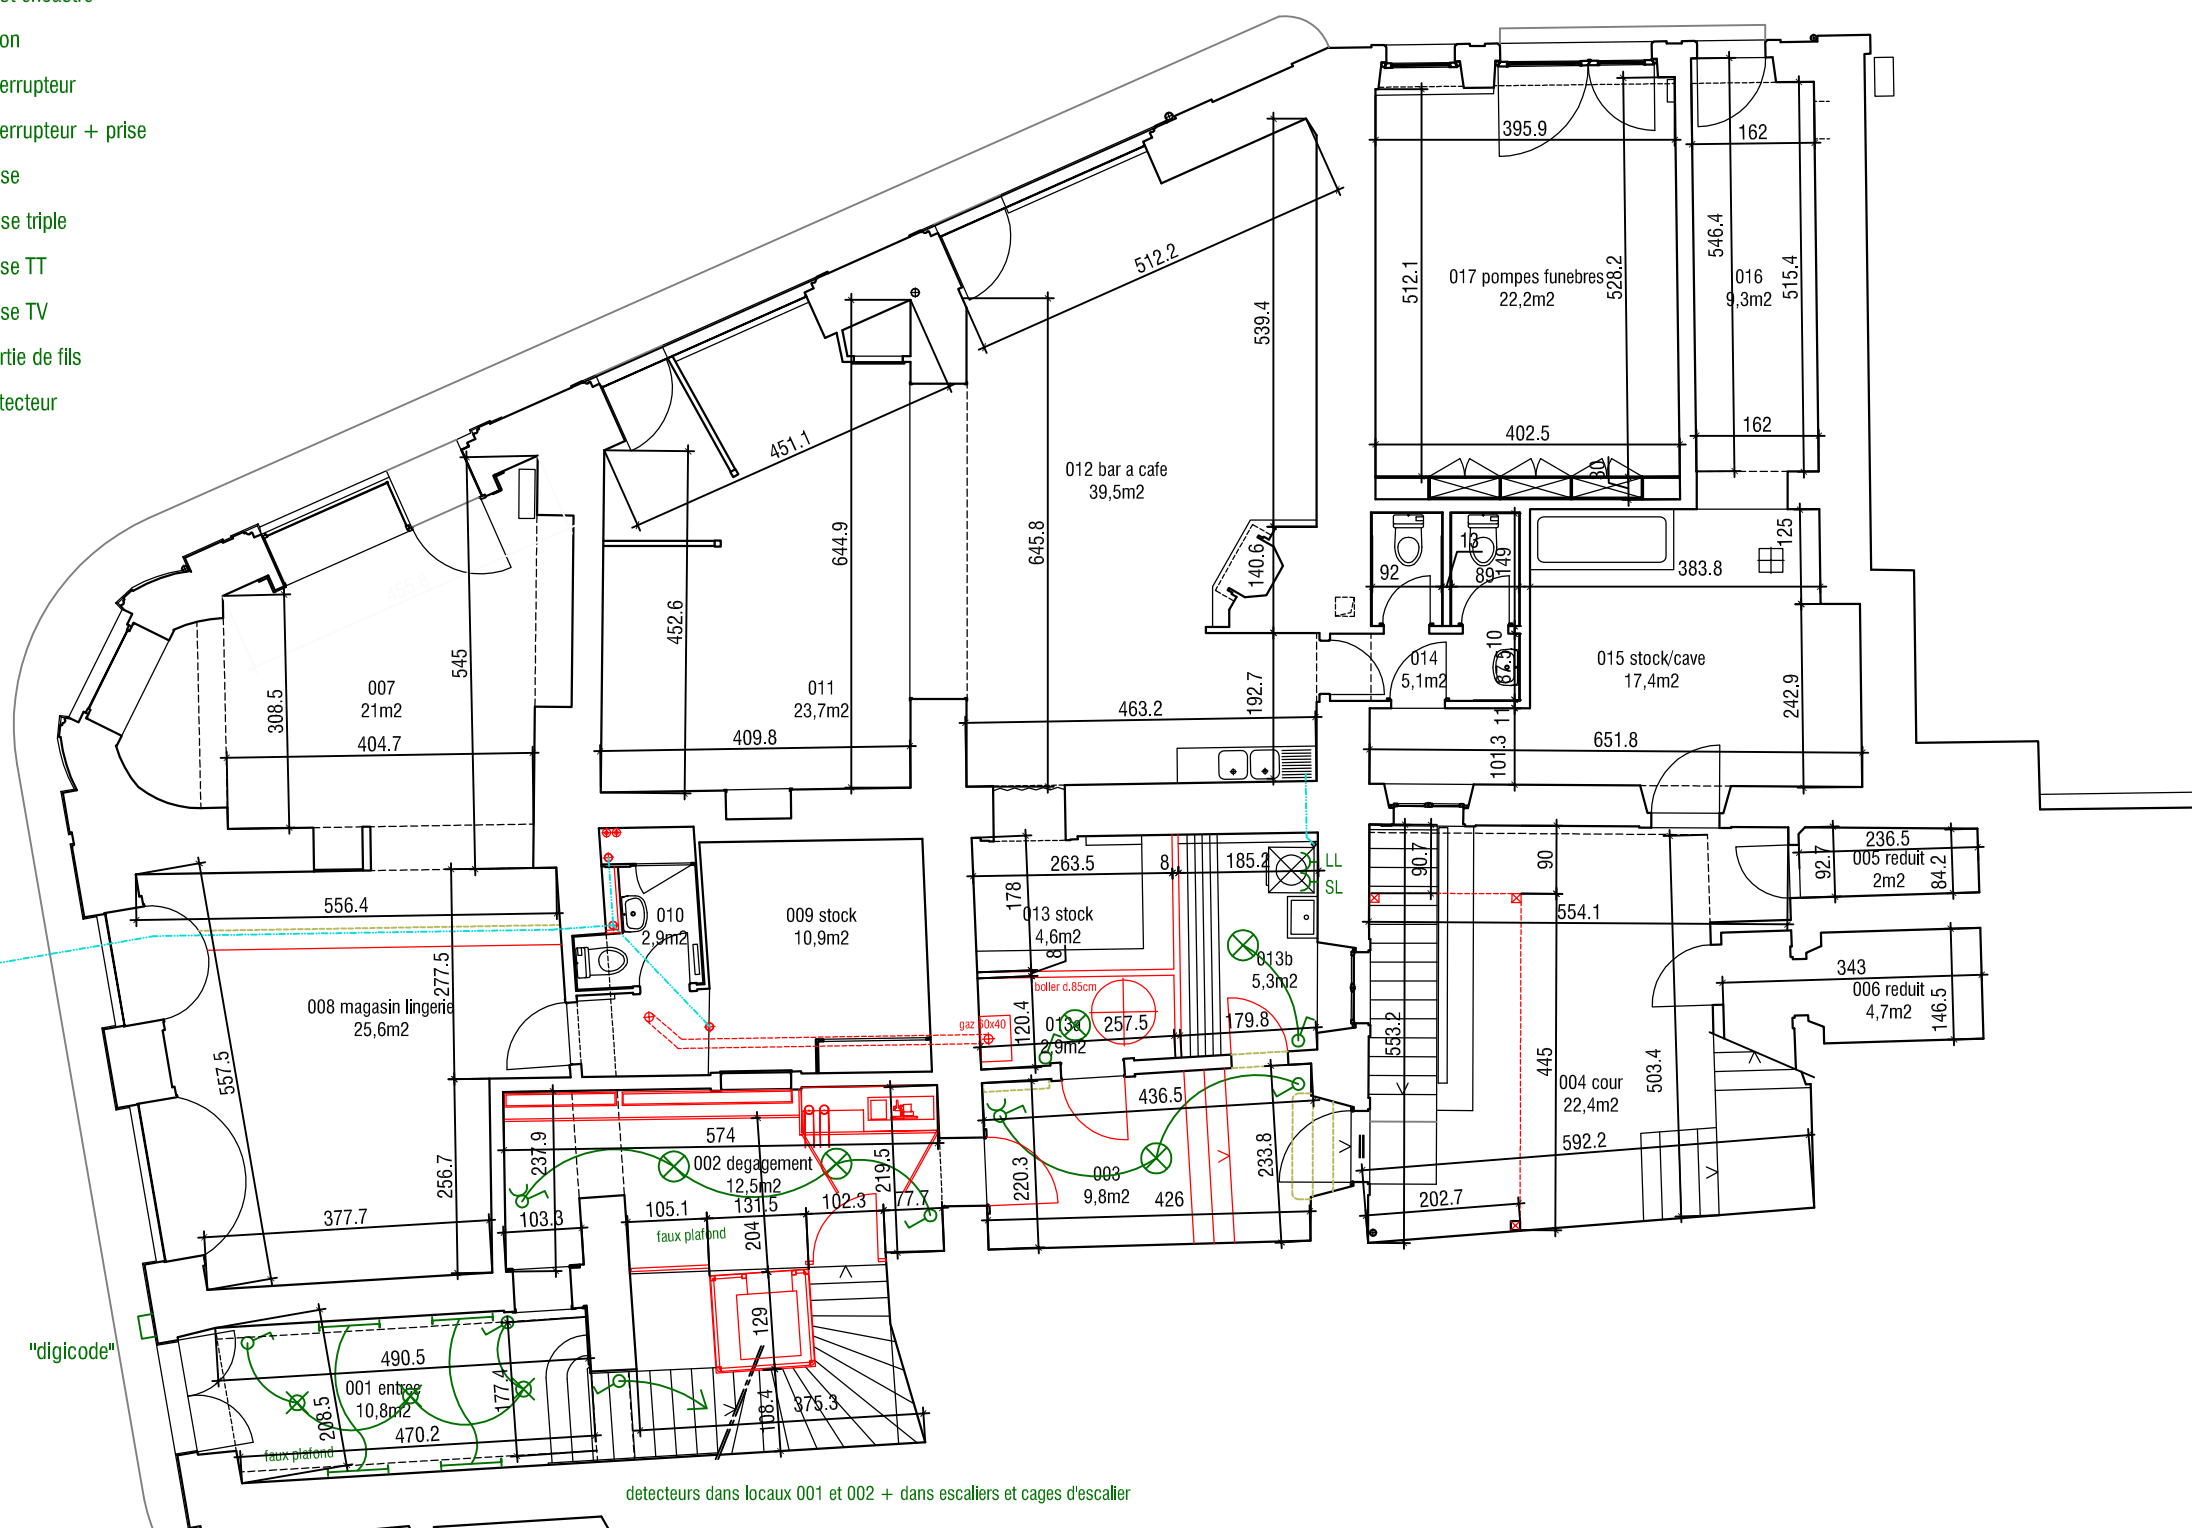 et encastre
on
errupteur
errupteur + prise
se
se triple
se TT
se TV
rtie de fils
tecteur
395.9
162
512.2
546.4
512.1
528.2
515.4
017 pompes funebres
22,2m2
016
9,3m2
539.4
451.1
402.5
162
30
012 bar a cafe
39,5m2
644.9
645.8
125
13
149
140.6
92
89
383.8
452.6
545
10
014
5,1m2
87.5
015 stock/cave
17,4m2
007
21m2
308.5
011
23,7m2
192.7
242.9
463.2
11
404.7
409.8
651.8
101.3
263.5
8
185.2
LL
SL
90.7
90
92.7
236.5
005 reduit
2m2
84.2
178
556.4
010
2,9m2
009 stock
10,9m2
013 stock
4,6m2
8
554.1
277.5
013b
5,3m2
343
006 reduit
4,7m2
146.5
boiler d.85cm
008 magasin lingerie
25,6m2
gaz 60x40
120.4
013a
2,9m2
257.5
179.8
553.2
445
503.4
557.5
436.5
004 cour
22,4m2
574
592.2
237.9
002 degagement
12,5m2
219.5
233.8
220.3
003
9,8m2
426
256.7
377.7
103.3
105.1
131.5
102.3
77.7
202.7
faux plafond
204
129
"digicode"
490.5
001 entree
10,8m2
177.4
208.5
108.4
375.3
470.2
faux plafond
detecteurs dans locaux 001 et 002 + dans escaliers et cages d'escalier